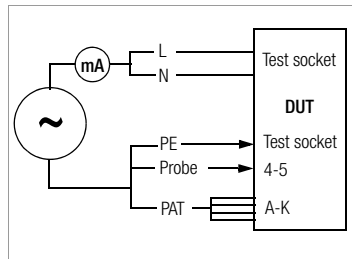 L
mA
N
Test socket
DUT
~
PE
Test socket
Probe
4-5
PAT
A-K